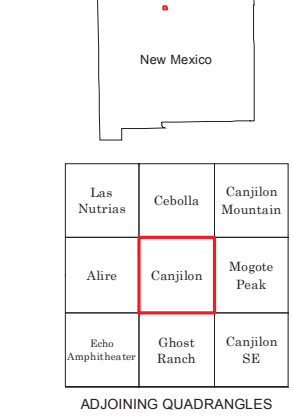 New Mexico
Las
Nutrias
Cebolla
Canjilon
Mountain
Alire
Canjilon
Mogote
Peak
Echo
Amphitheater
Ghost
Ranch
Canjilon
SE
ADJOINING QUADRANGLES